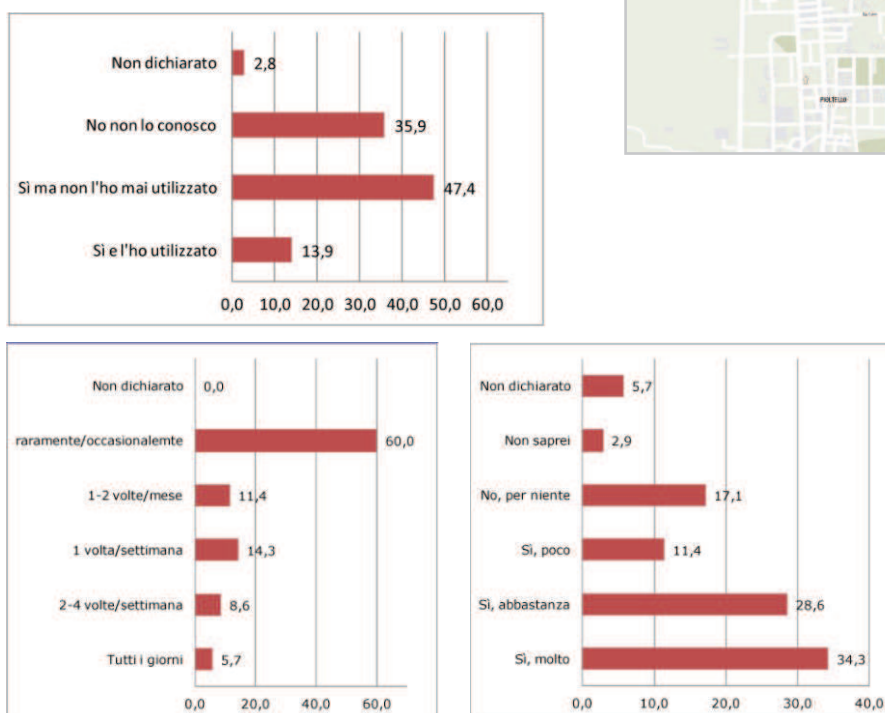 PIOLTELLO
Non dichiarato 2,8
No non lo conosco 35,9
Sì ma non l'ho mai utilizzato 47,4
Sì e l'ho utilizzato 13,9
0,0 10,0 20,0 30,0 40,0 50,0 60,0
Non dichiarato 0,0
raramente/occasionalemte 60,0
1-2 volte/mese 11,4
1 volta/settimana 14,3
2-4 volte/settimana 8,6
Tutti i giorni 5,7
0,0 20,0 40,0 60,0
Non dichiarato 5,7
Non saprei 2,9
No, per niente 17,1
Sì, poco 11,4
Sì, abbastanza 28,6
Sì, molto 34,3
0,0 10,0 20,0 30,0 40,0